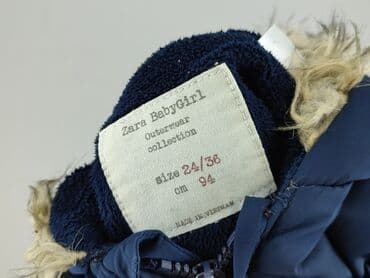 Zara BabyGirl
Outerwear
collection
size 24/36
cm 94
MADE IN VIETNAM